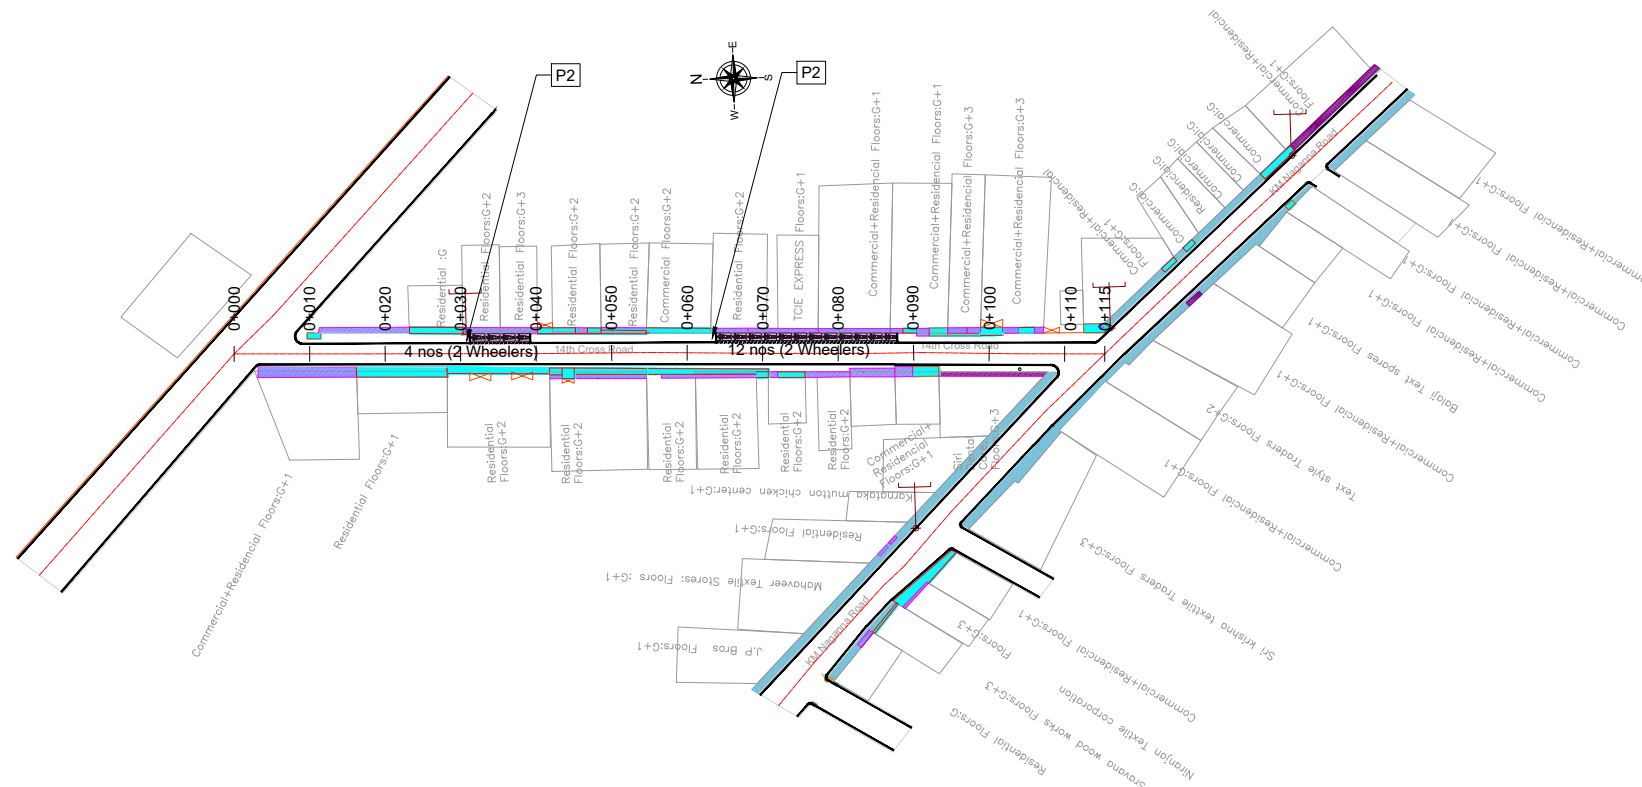 P2
P2
E
N
S
W
Commercial+Residencial
Floors:G+1
Commercial:G
Commercial:G
Commercial:G
Residencial:G
Commercial:G
Commercial+Residencial
Floors:G+1
KM Naganna Road
Residential :G
Residential Floors:G+2
Residential Floors:G+3
Residential Floors:G+2
Residential Floors:G+2
Commercial Floors:G+2
Residential Floors:G+2
TCIE EXPRESS Floors:G+1
Commercial+Residencial Floors:G+1
Commercial+Residencial Floors:G+1
Commercial+Residencial Floors:G+3
Commercial+Residencial Floors:G+3
0+000
0+010
0+020
0+030
0+040
0+050
0+060
0+070
0+080
0+090
0+100
0+110
0+115
4 nos (2 Wheelers)
14th Cross Road
12 nos (2 Wheelers)
14th Cross Road
Commercial+Residencial Floors:G+1
Residential Floors:G+1
Residential
Floors:G+2
Residential
Floors:G+2
Residential
Floors:G+2
Residential
Floors:G+2
Residential
Floors:G+2
Residential
Floors:G+2
Commercial+
Residencial
Floors:G+1
Siri
Floors:G+3
Karnataka muttton chicken center:G+1
Residential Floors:G+1
Mahaveer Textile Stores: Floors :G+1
J.P Bros Floors:G+1
KM Naganna Road
Commercial+Residencial Floors:G+1
Commercial+Residencial Floors:G+1
Commercial+Residencial Floors:G+1
Commercial+Residencial Floors:G+1
Balaji Text spares Floors:G+1
Commercial+Residencial Floors:G+1
Text style Traders Floors:G+2
Commercial+Residencial Floors:G+1
Sri krishna texttile Traders Floors:G+3
Commercial+Residencial Floors:G+1
Niranjan Textile corporation Floors:G+3
Sravana wood works Floors:G+3
Residential Floors:G